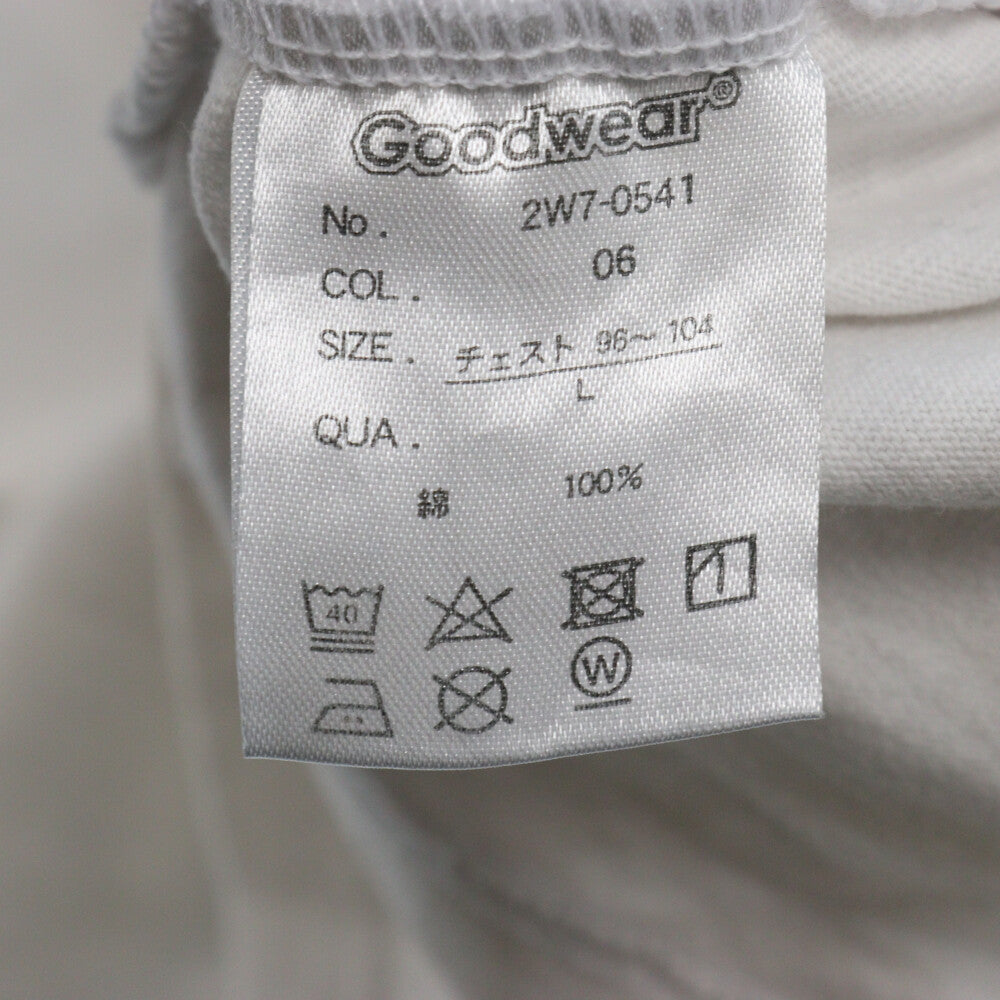 Goodwear®
No. 2W7-0541
COL. 06
SIZE. チェスト 96〜104
L
QUA.
綿 100%
40
W